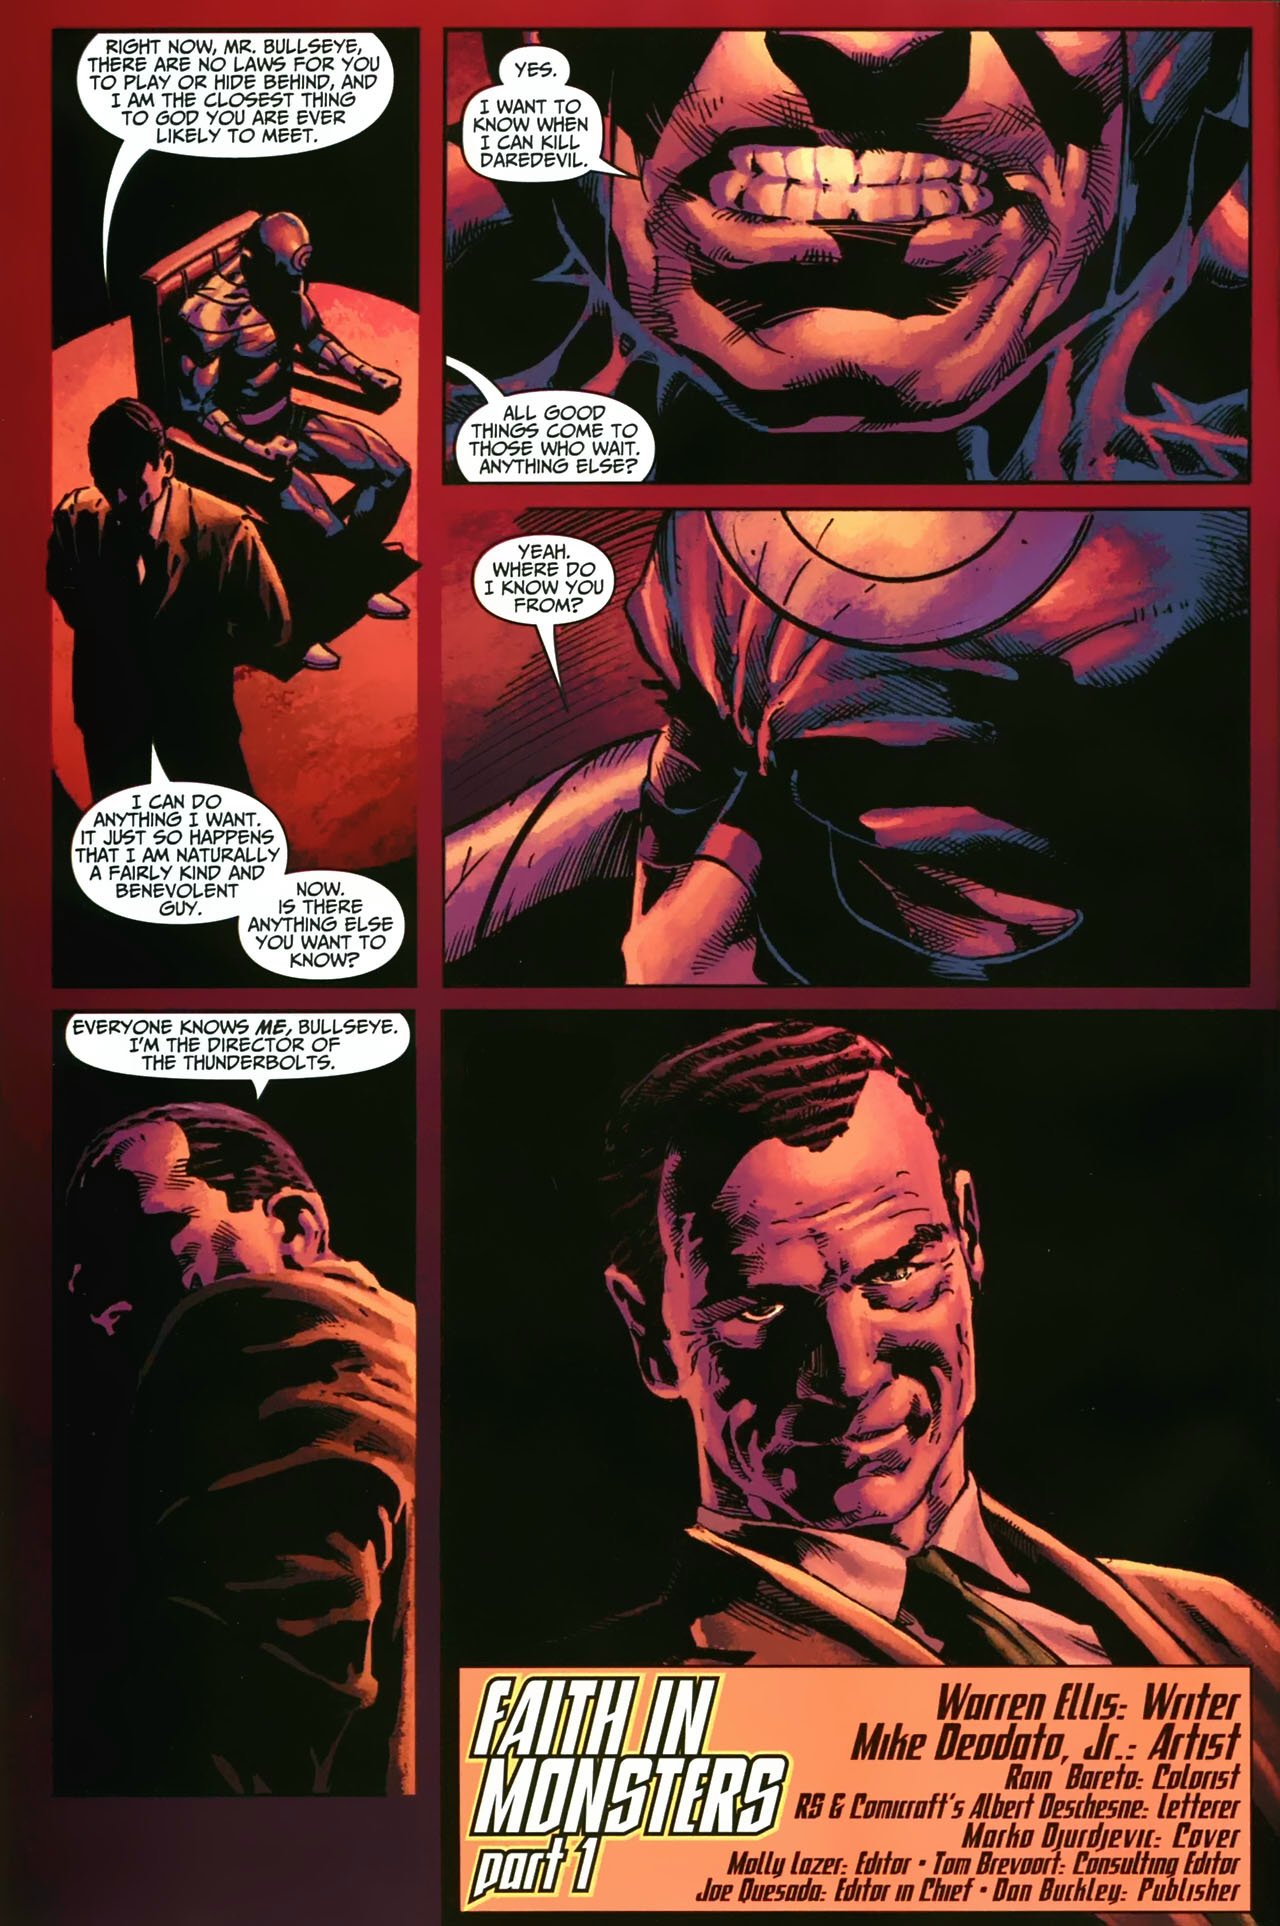 RIGHT NOW, MR. BULLSEYE,
THERE ARE NO LAWS FOR YOU
TO PLAY OR HIDE BEHIND, AND
I AM THE CLOSEST THING
TO GOD YOU ARE EVER
LIKELY TO MEET.
I CAN DO
ANYTHING I WANT.
IT JUST SO HAPPENS
THAT I AM NATURALLY
A FAIRLY KIND AND
BENEVOLENT
GUY.
NOW.
IS THERE
ANYTHING ELSE
YOU WANT TO
KNOW?
YES.
I WANT TO
KNOW WHEN
I CAN KILL
DAREDEVIL.
ALL GOOD
THINGS COME TO
THOSE WHO WAIT.
ANYTHING ELSE?
YEAH.
WHERE DO
I KNOW YOU
FROM?
EVERYONE KNOWS ME, BULLSEYE.
I'M THE DIRECTOR OF
THE THUNDERBOLTS.
FAITH IN
MONSTERS
part 1
Warren Ellis: Writer
Mike Deodato, Jr.: Artist
Rain Bareto: Colorist
RS & Comicraft's Albert Deschesne: Letterer
Marko Djurdjevic: Cover
Molly Lazer: Editor • Tom Brevoort: Consulting Editor
Joe Quesada: Editor in Chief • Dan Buckley: Publisher